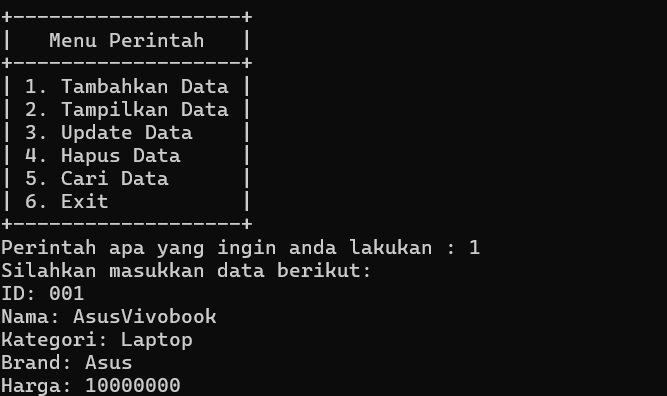 +-------------------+
|   Menu Perintah   |
+-------------------+
| 1. Tambahkan Data |
| 2. Tampilkan Data |
| 3. Update Data    |
| 4. Hapus Data     |
| 5. Cari Data      |
| 6. Exit           |
+-------------------+
Perintah apa yang ingin anda lakukan : 1
Silahkan masukkan data berikut:
ID: 001
Nama: AsusVivobook
Kategori: Laptop
Brand: Asus
Harga: 10000000